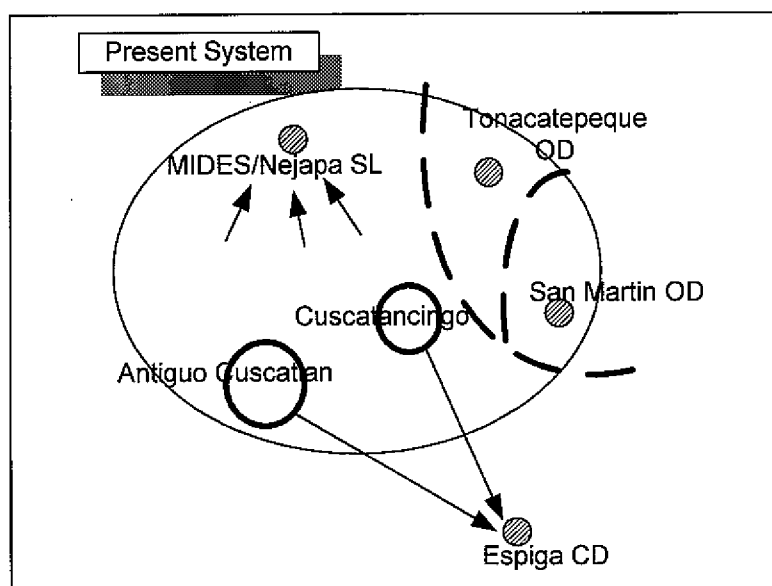 Present System
Tonacatepeque
OD
MIDES/Nejapa SL
San Martin OD
Cuscatancingo
Antiguo Cuscatlan
Espiga CD